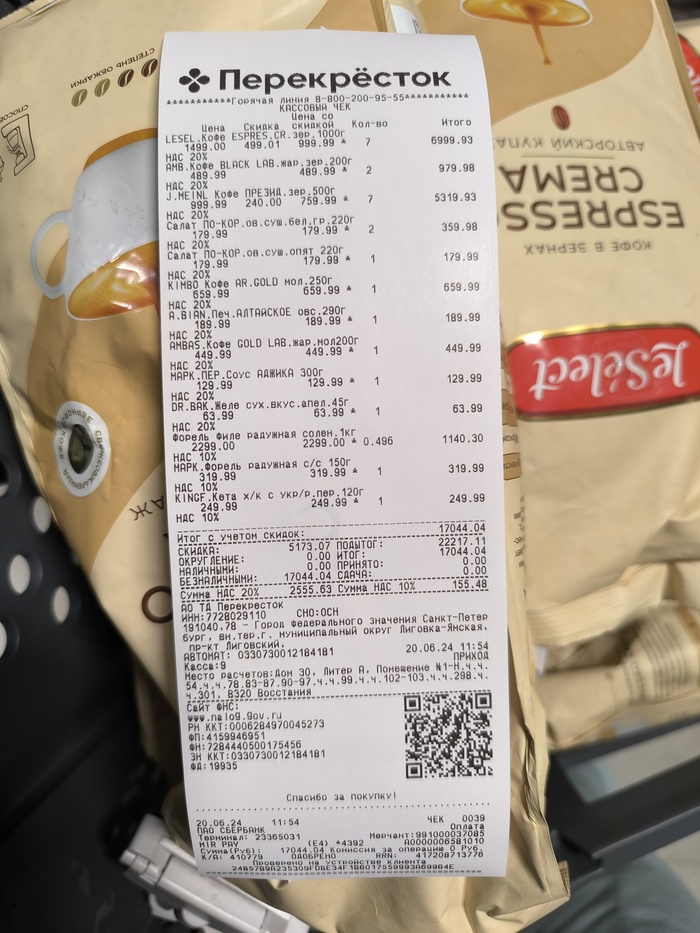 Перекрёсток
**********Горячая линия 8-800-200-95-55***********
КАССОВЫЙ ЧЕК
Цена Скидка Цена со скидкой Кол-во Итого
LESEL.Кофе ESPRES.CR.зер.1000г
1499.00 499.01 999.99 * 7 6999.93
НДС 20%
AMB.Кофе BLACK LAB.жар.зер.200г
489.99 489.99 * 2 979.98
НДС 20%
J.MEINL Кофе ПРЕЗИД.зер.500г
999.99 240.00 759.99 * 7 5319.93
НДС 20%
Салат ПО-КОР.ов.суш.бел.гр.220г
179.99 179.99 * 2 359.98
НДС 20%
Салат ПО-КОР.ов.суш.опят 220г
179.99 179.99 * 1 179.99
НДС 20%
KIMBO Кофе AR.GOLD мол.250г
659.99 659.99 * 1 659.99
НДС 20%
A.BIAN.Печ.АЛТАЙСКОЕ овс.290г
189.99 189.99 * 1 189.99
НДС 20%
AMBAS.Кофе GOLD LAB.жар.мол200г
449.99 449.99 * 1 449.99
НДС 20%
МАРК.ПЕР.Соус АДЖИКА 300г
129.99 129.99 * 1 129.99
НДС 20%
DR.BAK.Желе сух.вкус.апел.45г
63.99 63.99 * 1 63.99
НДС 20%
Форель филе радужная солен.1кг
2299.00 2299.00 * 0.496 1140.30
НДС 10%
МАРК.Форель радужная с/с 150г
319.99 319.99 * 1 319.99
НДС 10%
KINGF.Кета х/к с укр/р.пер.120г
249.99 249.99 * 1 249.99
НДС 10%
Итог с учетом скидок: 17044.04
СКИДКА: 5173.07 ПОДЫТОГ: 22217.11
ОКРУГЛЕНИЕ: 0.00 ИТОГ: 17044.04
НАЛИЧНЫМИ: 0.00 ПРИНЯТО: 0.00
БЕЗНАЛИЧНЫМИ: 17044.04 СДАЧА: 0.00
Сумма НДС 20% 2555.63 Сумма НДС 10% 155.48
АО ТД Перекресток
ИНН:7728029110 СНО:ОСН
191040,78 - Город федерального значения Санкт-Петер
бург, вн.тер.г. муниципальный округ Лиговка-Ямская,
пр-кт Лиговский,
АВТОМАТ: 0330730012184181 20.06.24 11:54
Касса:9 ПРИХОД
Место расчетов:Дом 30, Литер А, Помещение №1-Н,ч.ч.
54,ч.ч.78,83-87,90-97,ч.ч.99,ч.ч.102-103,ч.ч.298,ч.
ч.301, В320 Восстания
Сайт ФНС:
www.nalog.gov.ru
РН ККТ:0006284970045273
ФП:4159946951
ФН:7284440500175456
ЗН ККТ:0330730012184181
ФД:19935
Спасибо за покупку!
20.06.24 11:54 ЧЕК 0039
ПАО СБЕРБАНК Оплата
Терминал: 23365031 Мерчант:991000037085
MIR PAY (E4) *4392 A0000006581010
Сумма(Руб): 17044.04 Комиссия за операцию 0 Руб.
К/А: 410779 ОДОБРЕНО RRN: 417208713776
Проверено на устройстве клиента
СТЕПЕНЬ ОБЖАРКИ
СПОСОБ
АВТОРСКИЙ КУПАЖ
ESPRESSO
CREMA
КОФЕ В ЗЕРНАХ
LeSelect